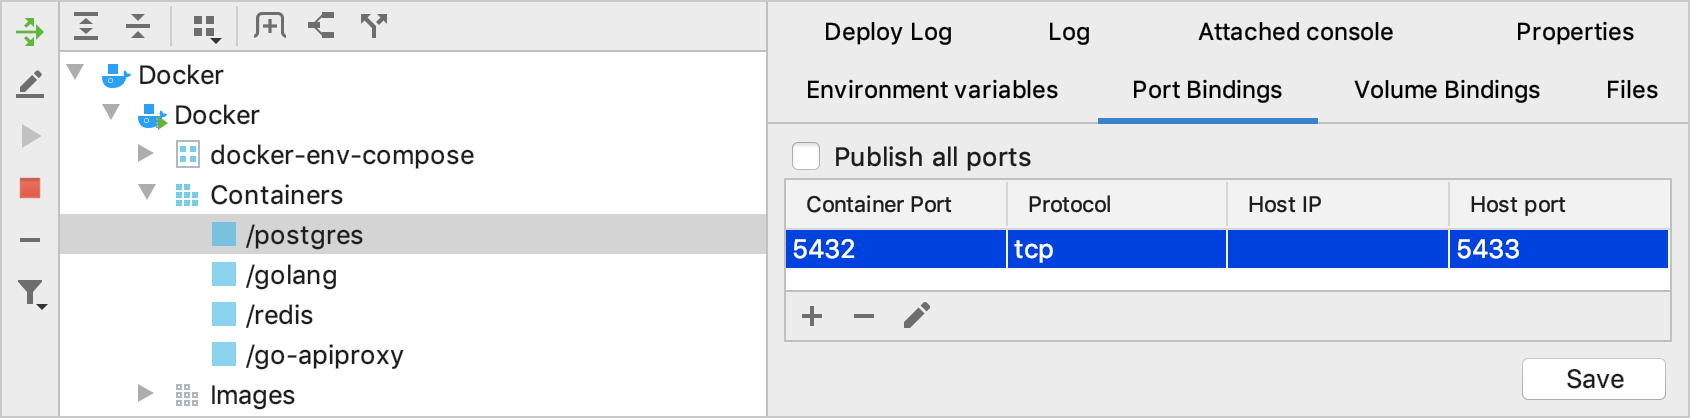 Docker
Docker
docker-env-compose
Containers
/postgres
/golang
/redis
/go-apiproxy
Images
Deploy Log Log Attached console Properties
Environment variables Port Bindings Volume Bindings Files
Publish all ports
Container Port Protocol Host IP Host port
5432 tcp 5433
Save